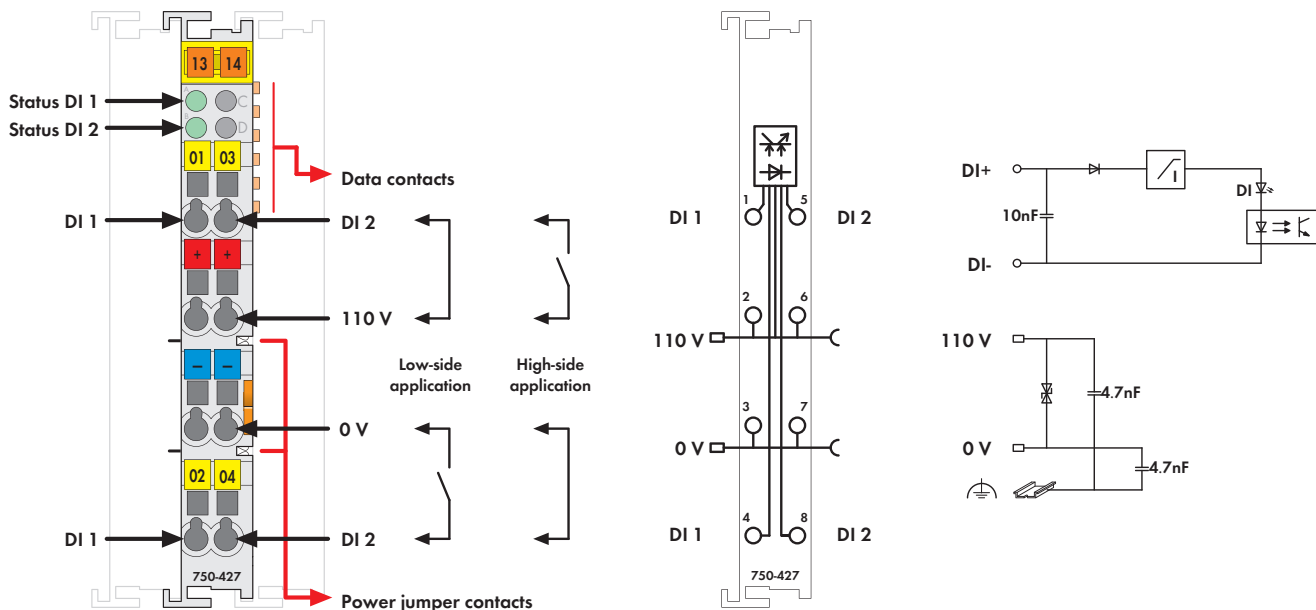 13 14
A
C
Status DI 1
B
D
Status DI 2
01 03
Data contacts
DI 1
DI 2
+ +
110 V
Low-side
application
High-side
application
− −
0 V
02 04
DI 1
DI 2
750-427
Power jumper contacts
1
5
DI 1
DI 2
2
6
110 V
3
7
0 V
4
8
DI 1
DI 2
750-427
DI+
I
DI
10nF
DI-
110 V
4.7nF
0 V
4.7nF